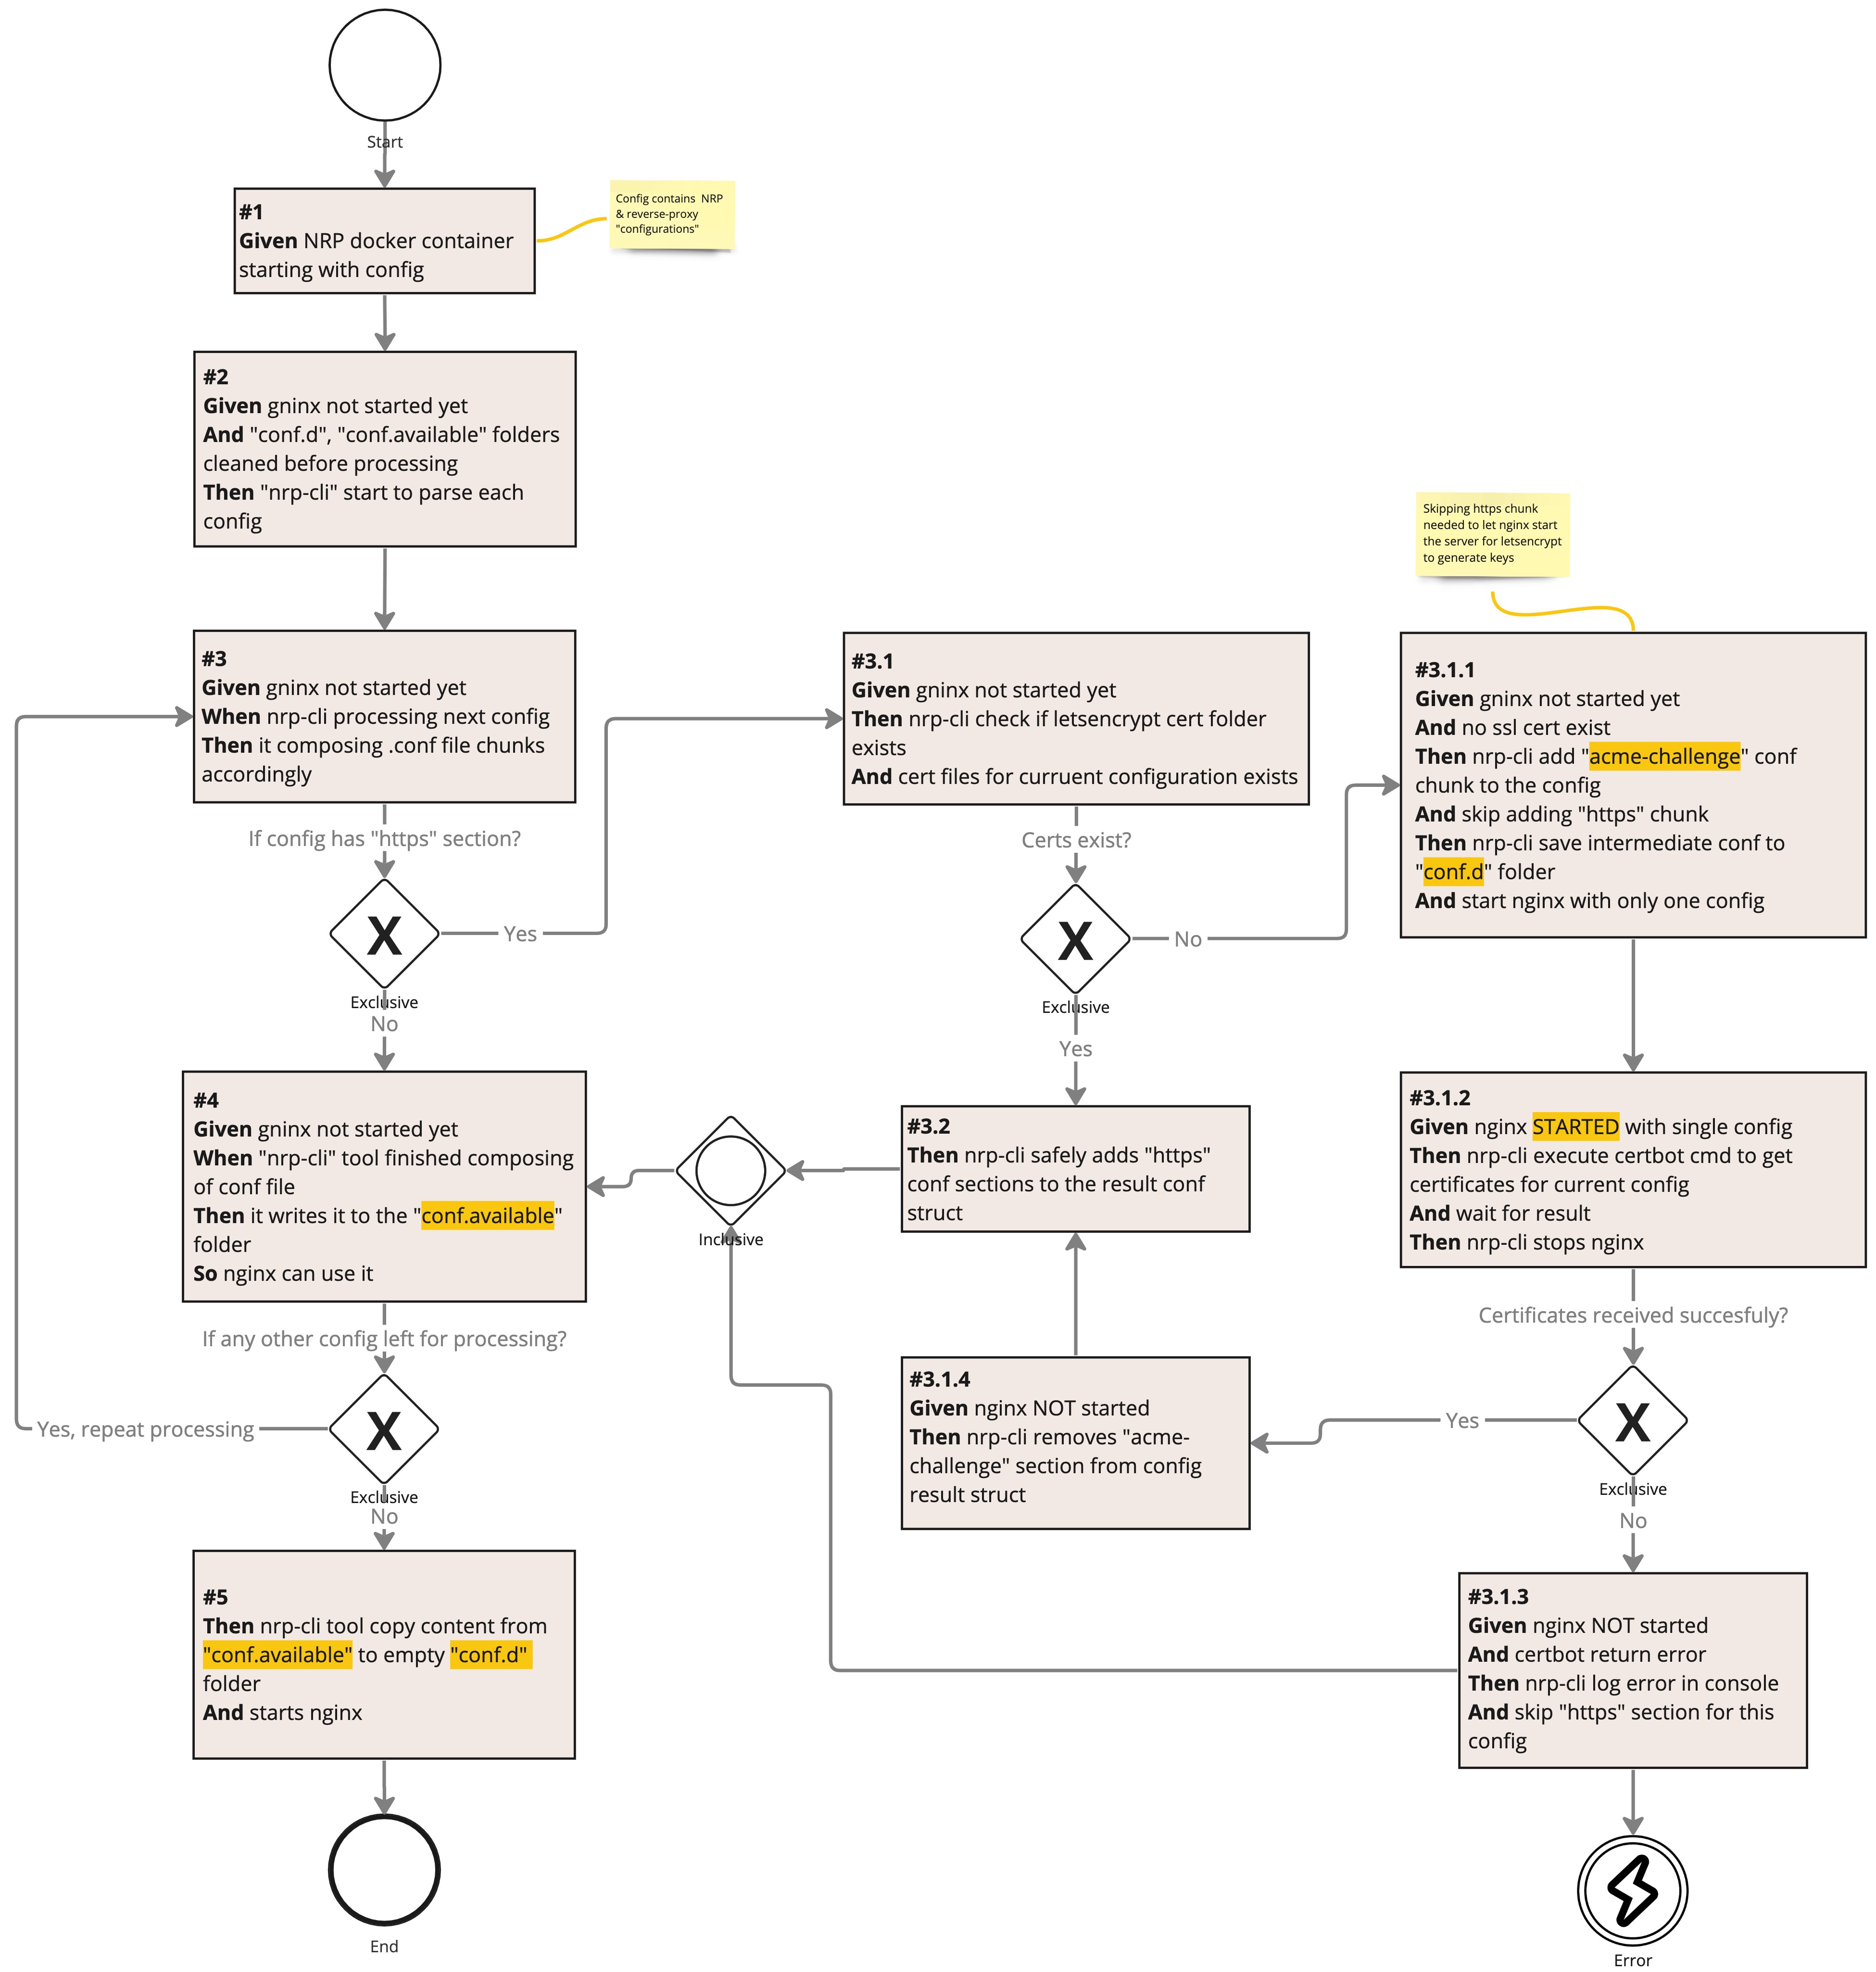 Start
#1
Given NRP docker container
starting with config
Config contains NRP
& reverse-proxy
"configurations"
#2
Given gninx not started yet
And "conf.d", "conf.available" folders
cleaned before processing
Then "nrp-cli" start to parse each
config
Skipping https chunk
needed to let nginx start
the server for letsencrypt
to generate keys
#3
Given gninx not started yet
When nrp-cli processing next config
Then it composing .conf file chunks
accordingly
#3.1
Given gninx not started yet
Then nrp-cli check if letsencrypt cert folder
exists
And cert files for curruent configuration exists
#3.1.1
Given gninx not started yet
And no ssl cert exist
Then nrp-cli add "acme-challenge" conf
chunk to the config
And skip adding "https" chunk
Then nrp-cli save intermediate conf to
"conf.d" folder
And start nginx with only one config
If config has "https" section?
X
Yes
Exclusive
No
Certs exist?
X
No
Exclusive
Yes
#4
Given gninx not started yet
When "nrp-cli" tool finished composing
of conf file
Then it writes it to the "conf.available"
folder
So nginx can use it
Inclusive
#3.2
Then nrp-cli safely adds "https"
conf sections to the result conf
struct
#3.1.2
Given nginx STARTED with single config
Then nrp-cli execute certbot cmd to get
certificates for current config
And wait for result
Then nrp-cli stops nginx
If any other config left for processing?
X
Yes, repeat processing
Exclusive
No
#3.1.4
Given nginx NOT started
Then nrp-cli removes "acme-
challenge" section from config
result struct
Certificates received succesfuly?
X
Yes
Exclusive
No
#5
Then nrp-cli tool copy content from
"conf.available" to empty "conf.d"
folder
And starts nginx
#3.1.3
Given nginx NOT started
And certbot return error
Then nrp-cli log error in console
And skip "https" section for this
config
End
Error